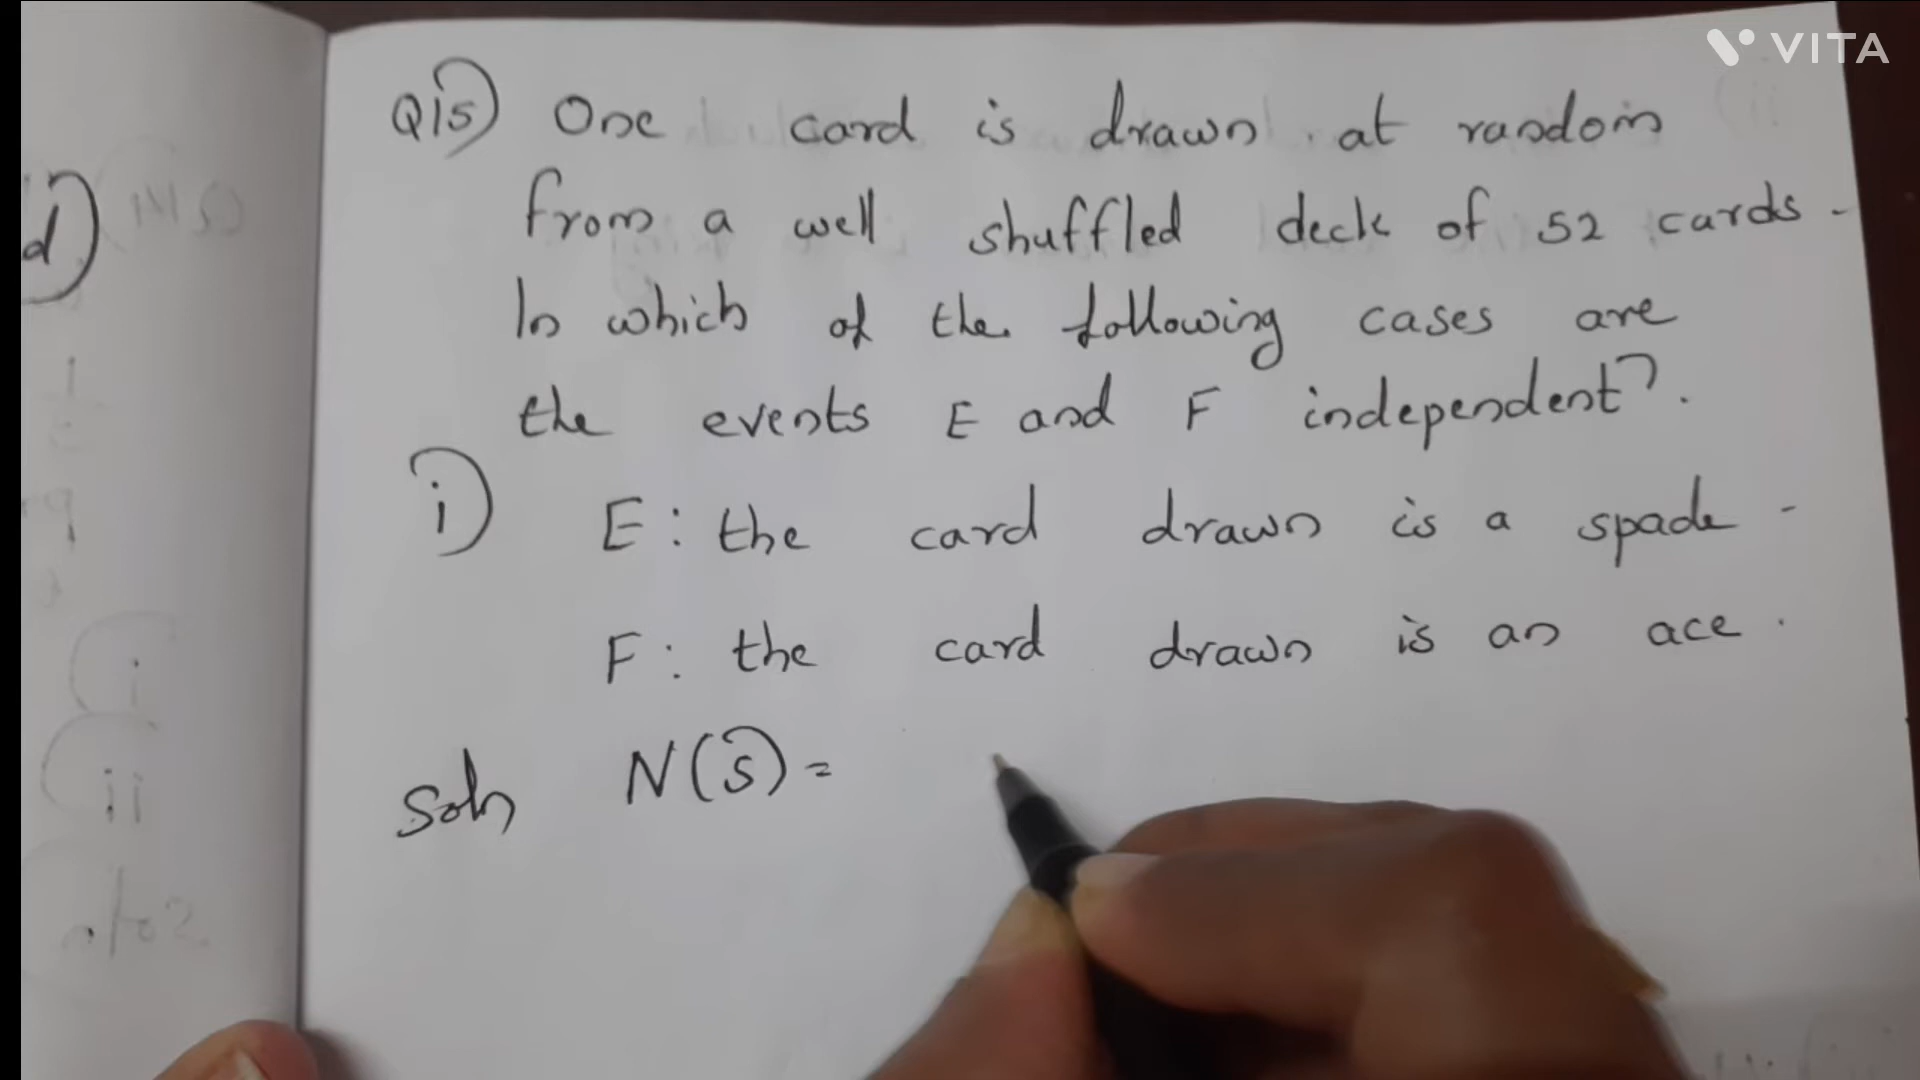 VITA
Q15) One card is drawn at random
from a well shuffled deck of 52 cards.
In which of the following cases are
the events E and F independent?.
i) E: the card drawn is a spade.
F: the card drawn is an ace.
Soln N(S)=
d)
i
ii